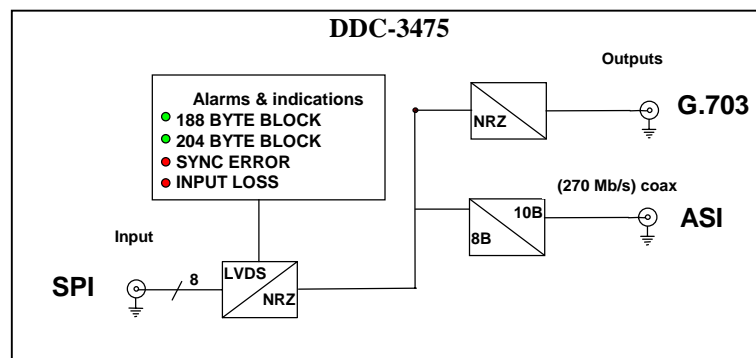 DDC-3475
Outputs
Alarms & indications
188 BYTE BLOCK
204 BYTE BLOCK
SYNC ERROR
INPUT LOSS
NRZ
G.703
(270 Mb/s) coax
10B
8B
ASI
Input
SPI
8
LVDS
NRZ